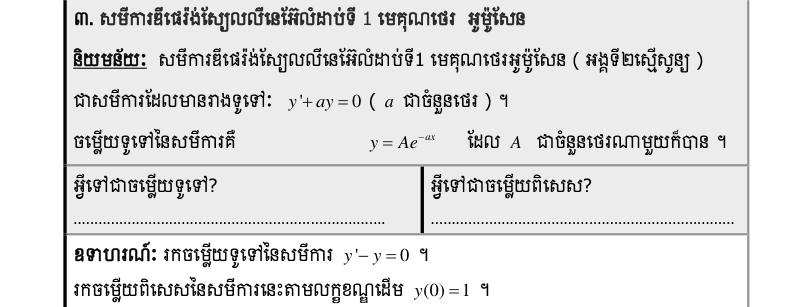 ៣. សមីការឌីផេរ៉ង់ស្យែលលីនេអ៊ែលំដាប់ទី 1 មេគុណថេរ អូម៉ូសែន
និយមន័យ: សមីការឌីផេរ៉ង់ស្យែលលីនេអ៊ែលំដាប់ទី1 មេគុណថេរអូម៉ូសែន ( អង្គទី២ស្មើសូន្យ )
ជាសមីការដែលមានរាងទូទៅ: y'+ay=0 ( a ជាចំនួនថេរ ) ។
ចម្លើយទូទៅនៃសមីការគឺ y=Ae^{-ax} ដែល A ជាចំនួនថេរណាមួយក៏បាន ។
អ្វីទៅជាចម្លើយទូទៅ?
............................................................................
អ្វីទៅជាចម្លើយពិសេស?
..........................................................................
ឧទាហរណ៍: រកចម្លើយទូទៅនៃសមីការ y'-y=0 ។
រកចម្លើយពិសេសនៃសមីការនេះតាមលក្ខខណ្ឌដើម y(0)=1 ។